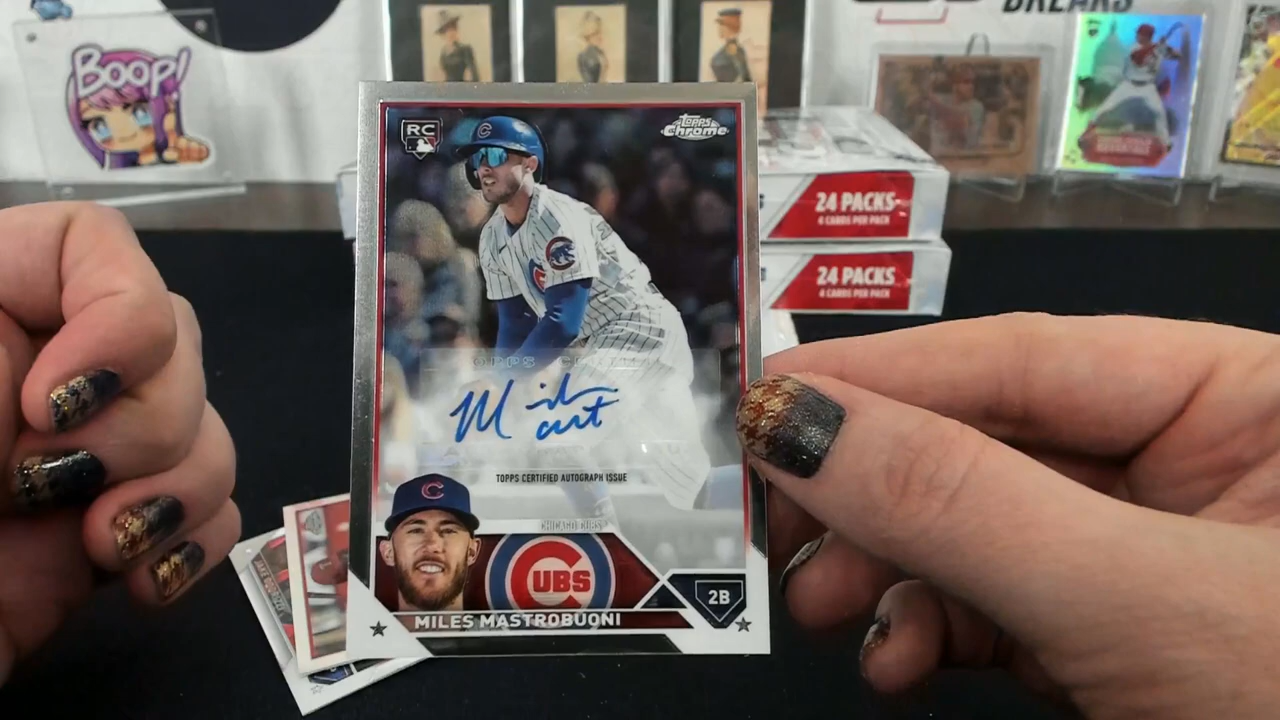 BREAKS
Boop!
RC
Topps
Chrome
24 PACKS
4 CARDS PER PACK
24 PACKS
4 CARDS PER PACK
TOPPS CERTIFIED AUTOGRAPH ISSUE
C
CHICAGO CUBS
CUBS
2B
MILES MASTROBUONI